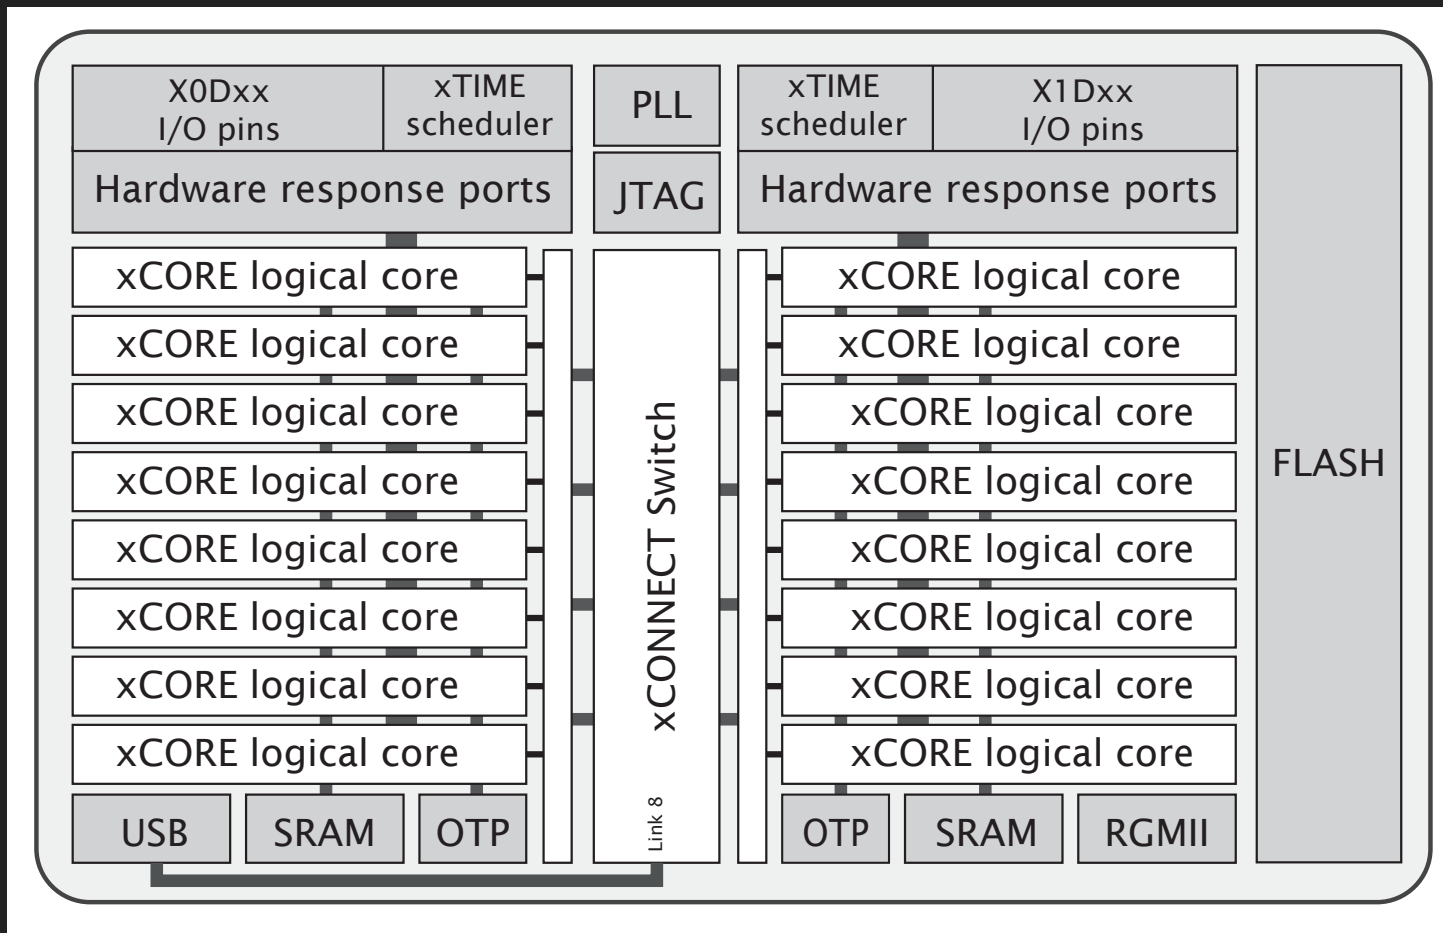 X0Dxx
I/O pins
xTIME
scheduler
PLL
xTIME
scheduler
X1Dxx
I/O pins
Hardware response ports
JTAG
Hardware response ports
xCORE logical core
xCORE logical core
xCORE logical core
xCORE logical core
xCORE logical core
xCORE logical core
xCORE logical core
xCORE logical core
xCONNECT Switch
Link 8
xCORE logical core
xCORE logical core
xCORE logical core
xCORE logical core
xCORE logical core
xCORE logical core
xCORE logical core
xCORE logical core
FLASH
USB
SRAM
OTP
OTP
SRAM
RGMII